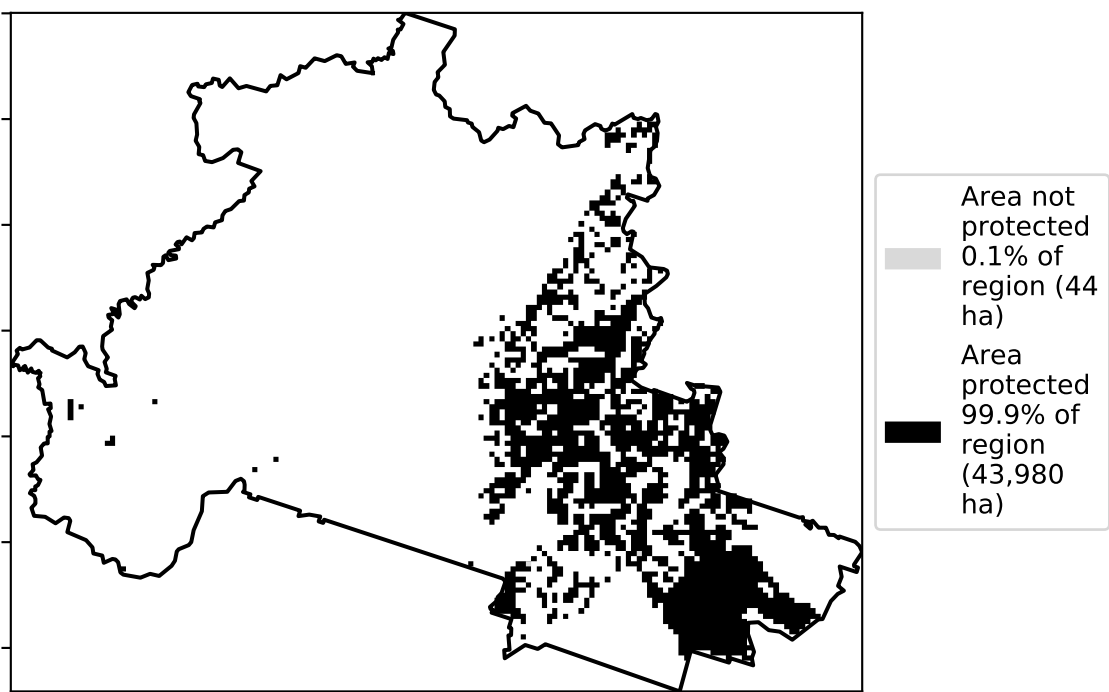 Area not
protected
0.1% of
region (44
ha)
Area
protected
99.9% of
region
(43,980
ha)